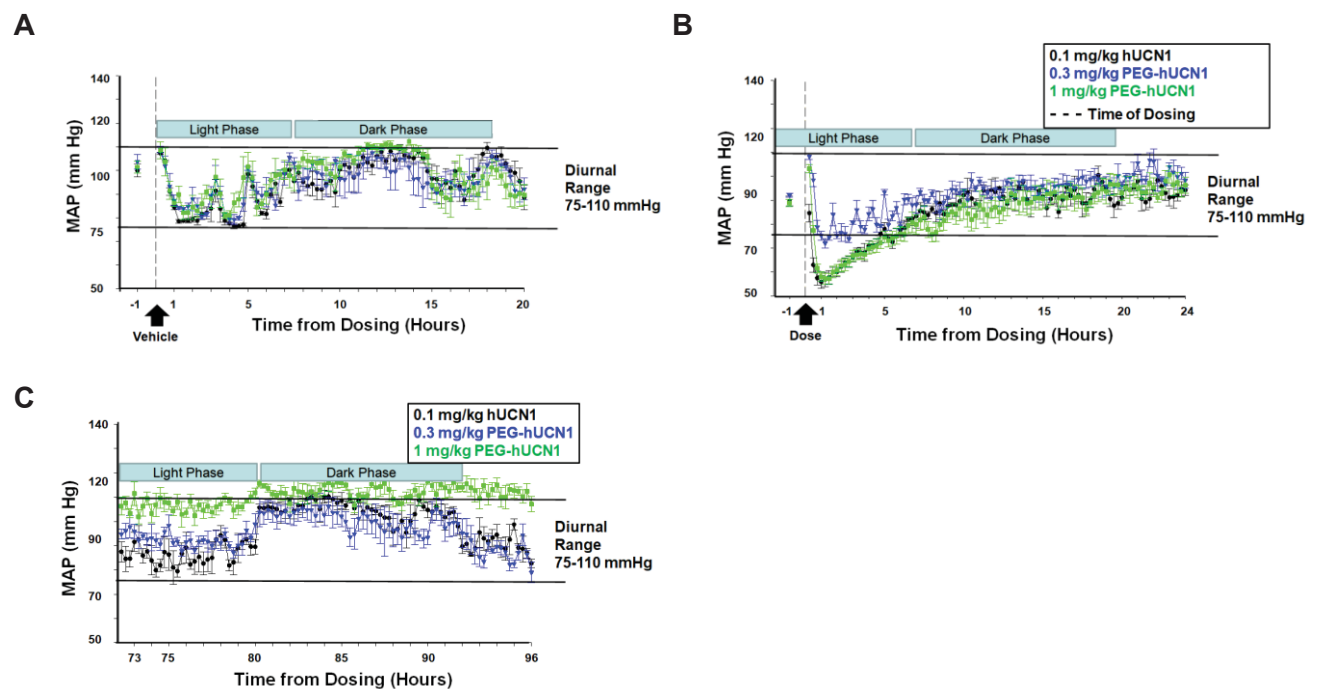 A
MAP (mm Hg)
140
120
100
75
50
Light Phase
Dark Phase
Diurnal
Range
75-110 mmHg
-1
1
5
10
15
20
Time from Dosing (Hours)
Vehicle
B
0.1 mg/kg hUCN1
0.3 mg/kg PEG-hUCN1
1 mg/kg PEG-hUCN1
Time of Dosing
MAP (mm Hg)
140
120
90
70
50
Light Phase
Dark Phase
Diurnal
Range
75-110 mmHg
-1
1
5
10
15
20
24
Dose
Time from Dosing (Hours)
C
0.1 mg/kg hUCN1
0.3 mg/kg PEG-hUCN1
1 mg/kg PEG-hUCN1
MAP (mm Hg)
140
120
90
70
50
Light Phase
Dark Phase
Diurnal
Range
75-110 mmHg
73
75
80
85
90
96
Time from Dosing (Hours)